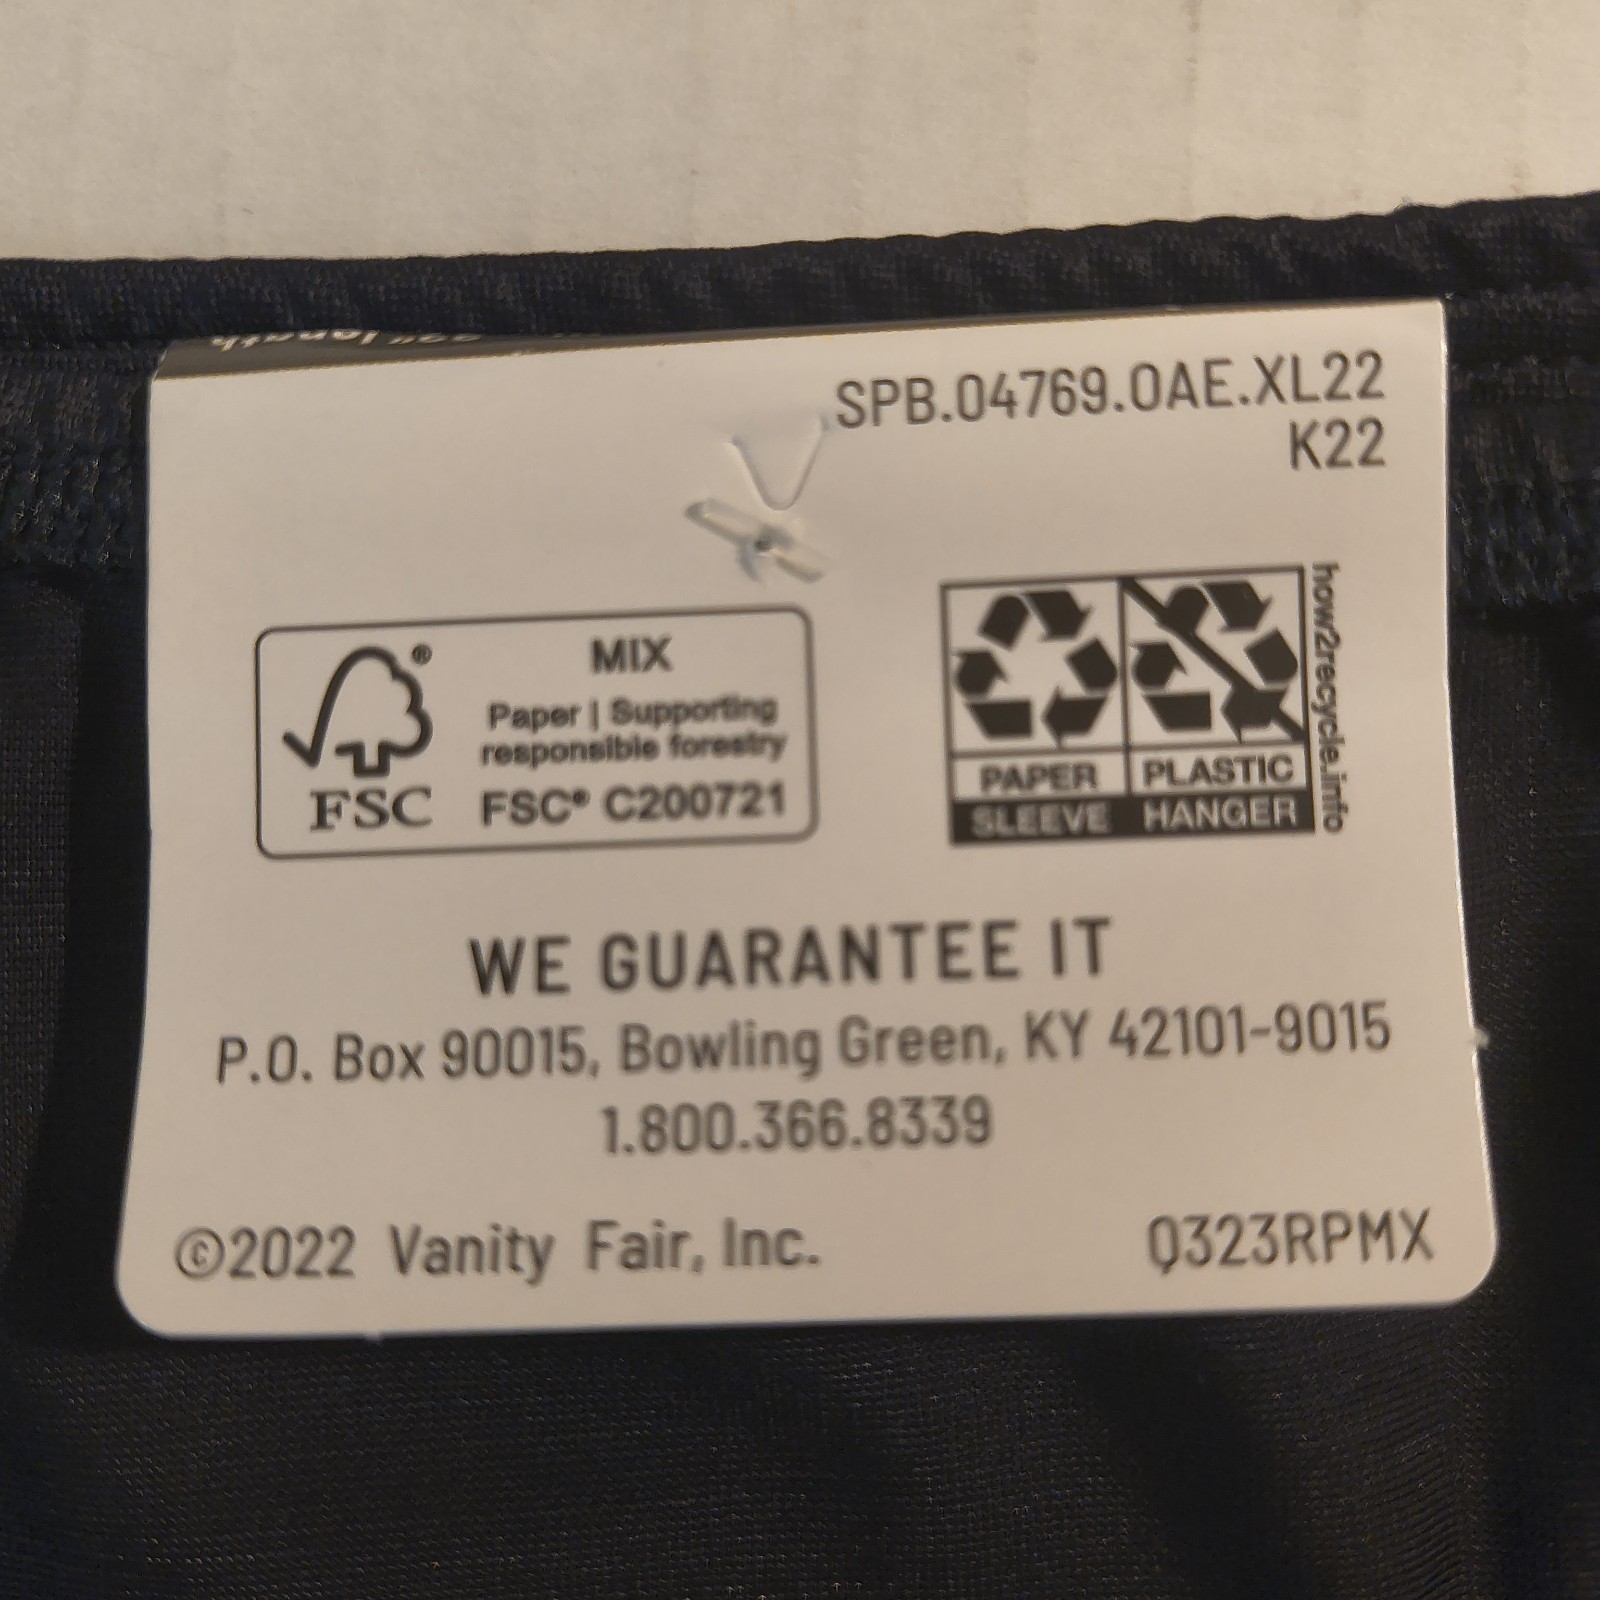 22" length
SPB.04769.0AE.XL22
K22
FSC®
MIX
Paper | Supporting
responsible forestry
FSC® C200721
PAPER
SLEEVE
PLASTIC
HANGER
how2recycle.info
WE GUARANTEE IT
P.O. Box 90015, Bowling Green, KY 42101-9015
1.800.366.8339
©2022 Vanity Fair, Inc.
Q323RPMX